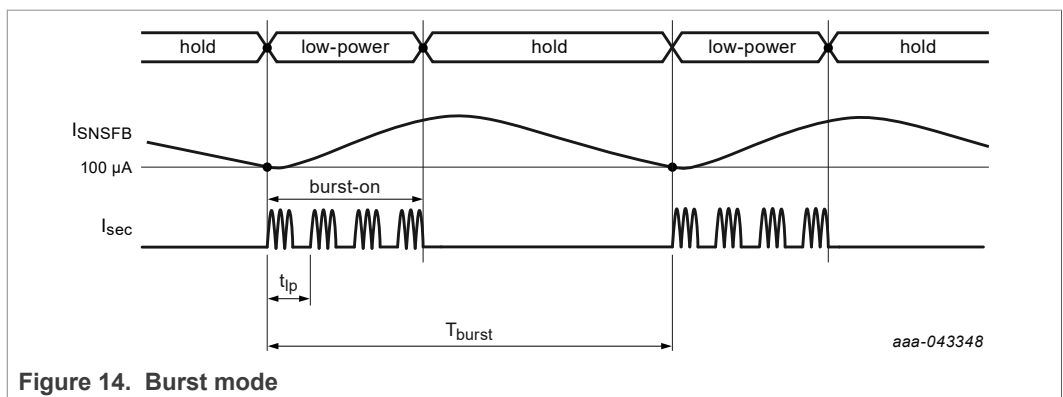 hold low-power hold low-power hold
ISNSFB
100 µA
burst-on
Isec
tlp
Tburst
aaa-043348
Figure 14. Burst mode